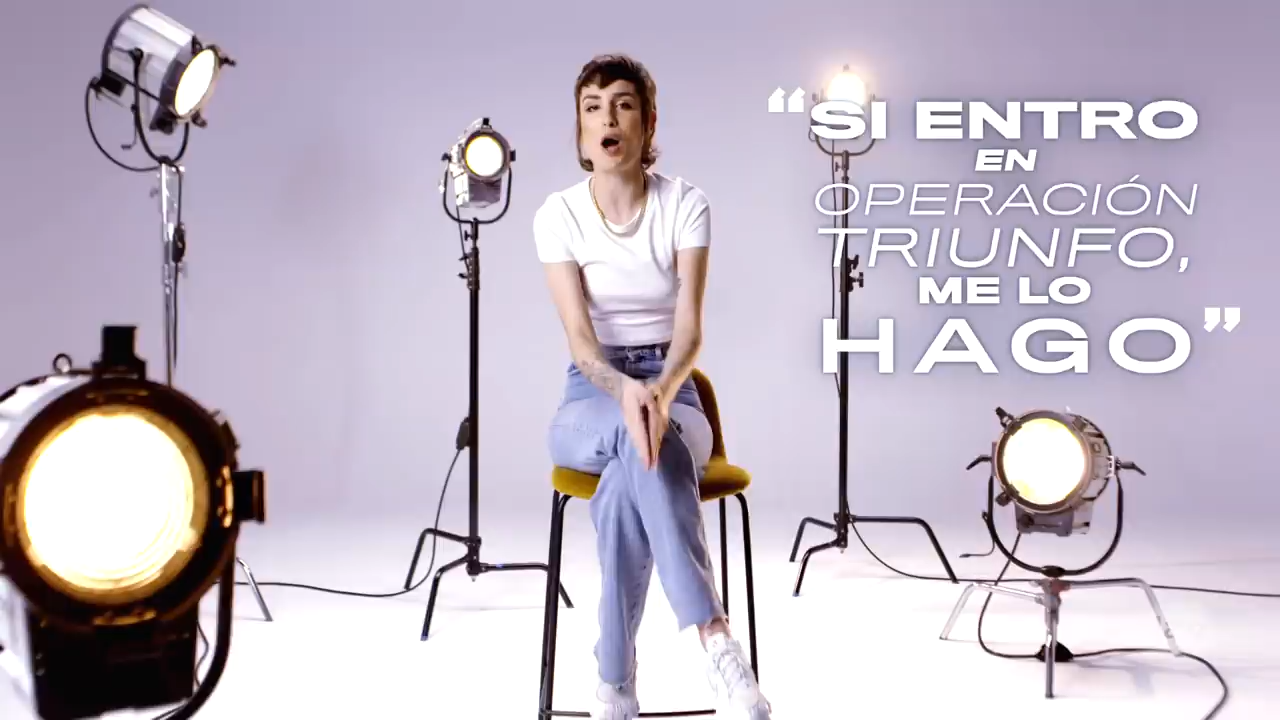 “SI ENTRO
EN
OPERACIÓN
TRIUNFO,
ME LO
HAGO”